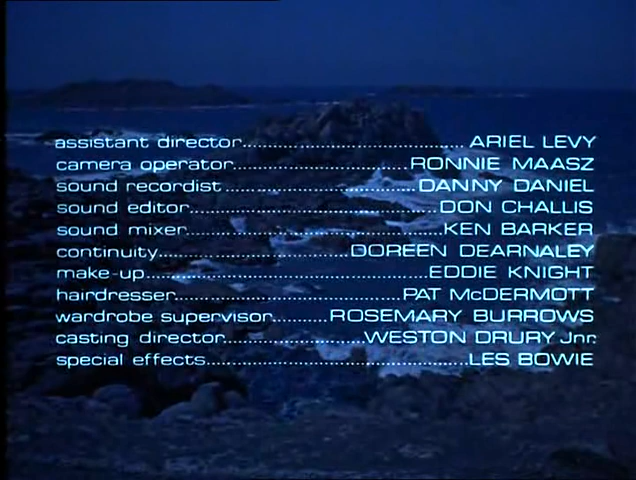 assistant director........................................ ARIEL LEVY
camera operator................................RONNIE MAASZ
sound recordist...................................DANNY DANIEL
sound editor.............................................DON CHALLIS
sound mixer..............................................KEN BARKER
continuity..................................DOOREEN DEARNALEY
make-up..................................................EDDIE KNIGHT
hairdresser.........................................PAT McDERMOTT
wardrobe supervisor..........ROSEMARY BURROWS
casting director.........................WESTON DRURY Jnr.
special effects................................................LES BOWIE